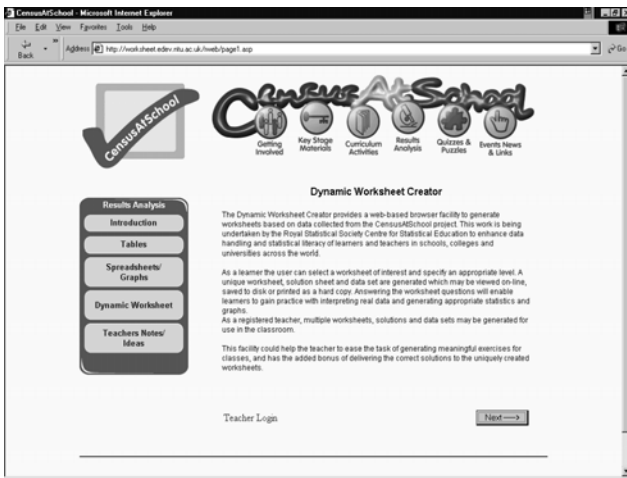 CensusAtSchool - Microsoft Internet Explorer
File Edit View Favorites Tools Help
Back
Address http://worksheet.edev.ntu.ac.uk/rweb/page1.asp
Go
CensusAtSchool
CensusAtSchool
Getting Involved
Key Stage Materials
Curriculum Activities
Results Analysis
Quizzes & Puzzles
Events News & Links
Results Analysis
Introduction
Tables
Spreadsheets/
Graphs
Dynamic Worksheet
Teachers Notes/
Ideas
Dynamic Worksheet Creator
The Dynamic Worksheet Creator provides a web-based browser facility to generate
worksheets based on data collected from the CensusAtSchool project. This work is being
undertaken by the Royal Statistical Society Centre for Statistical Education to enhance data
handling and statistical literacy of learners and teachers in schools, colleges and
universities across the world.
As a learner the user can select a worksheet of interest and specify an appropriate level. A
unique worksheet, solution sheet and data set are generated which may be viewed on-line,
saved to disk or printed as a hard copy. Answering the worksheet questions will enable
learners to gain practice with interpreting real data and generating appropriate statistics and
graphs.
As a registered teacher, multiple worksheets, solutions and data sets may be generated for
use in the classroom.
This facility could help the teacher to ease the task of generating meaningful exercises for
classes, and has the added bonus of delivering the correct solutions to the uniquely created
worksheets.
Teacher Login
Next-->